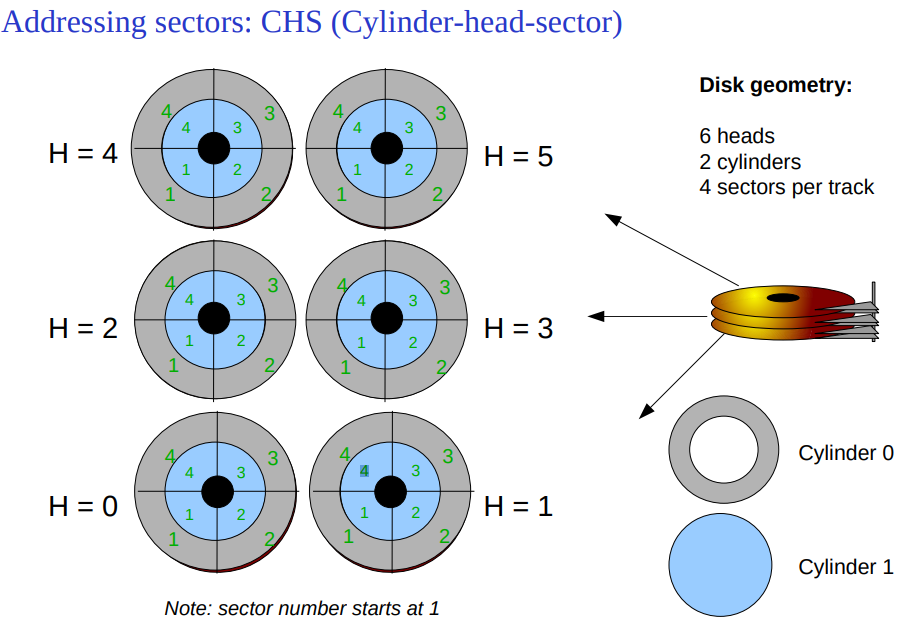 Addressing sectors: CHS (Cylinder-head-sector)
Disk geometry:
6 heads
2 cylinders
4 sectors per track
H = 4
4 3
4 3
1 2
1 2
H = 5
4 3
4 3
1 2
1 2
H = 2
4 3
4 3
1 2
1 2
H = 3
4 3
4 3
1 2
1 2
H = 0
4 3
4 3
1 2
1 2
H = 1
4 3
4 3
1 2
1 2
Cylinder 0
Cylinder 1
Note: sector number starts at 1